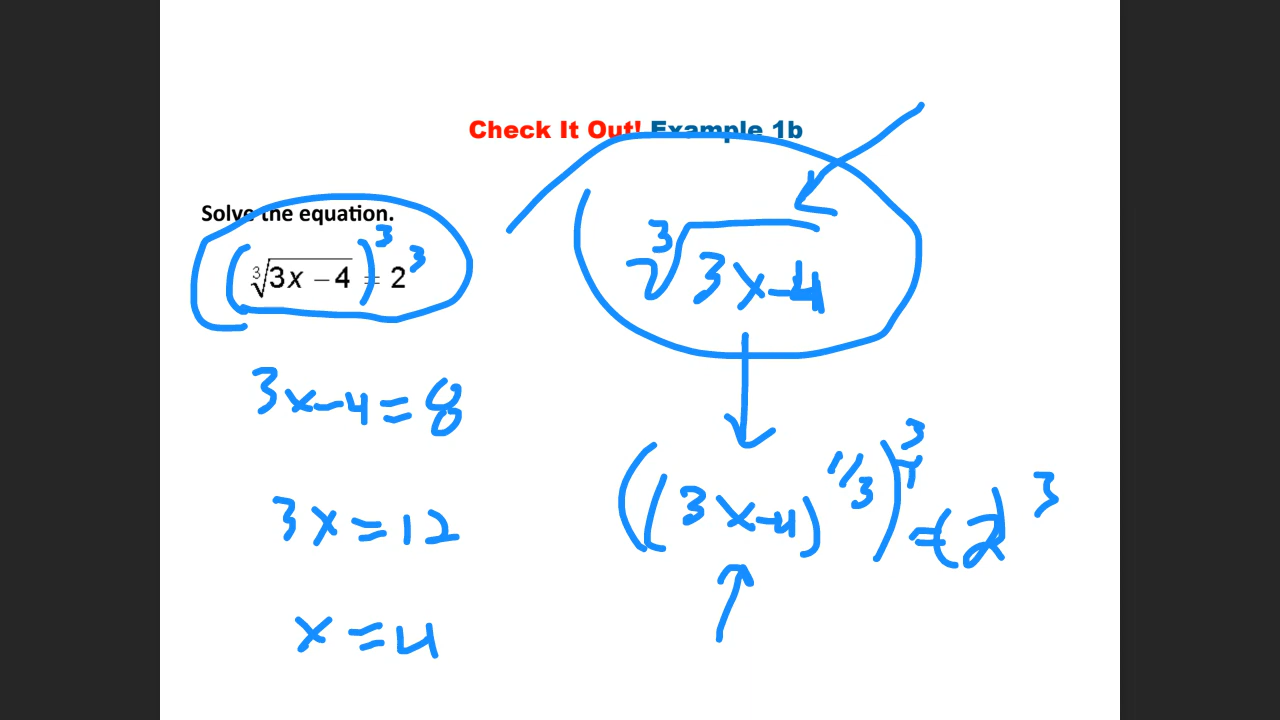 Check It Out! Example 1b
Solve the equation.
(∛(3x − 4))³ = 2³
3x-4=8
3x=12
x=4
∛(3x-4)
((3x-4)^1/3)^3/1=(2)^3